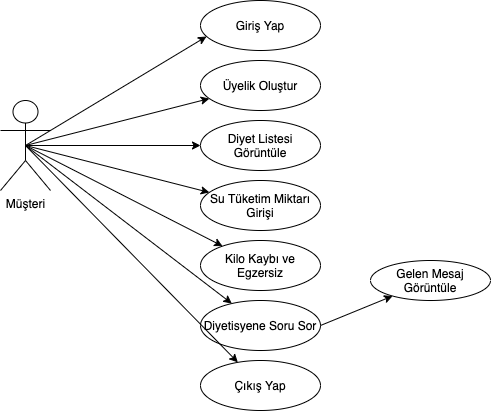 Giriş Yap
Üyelik Oluştur
Diyet Listesi
Görüntüle
Müşteri
Su Tüketim Miktarı
Girişi
Kilo Kaybı ve
Egzersiz
Gelen Mesaj
Görüntüle
Diyetisyene Soru Sor
Çıkış Yap